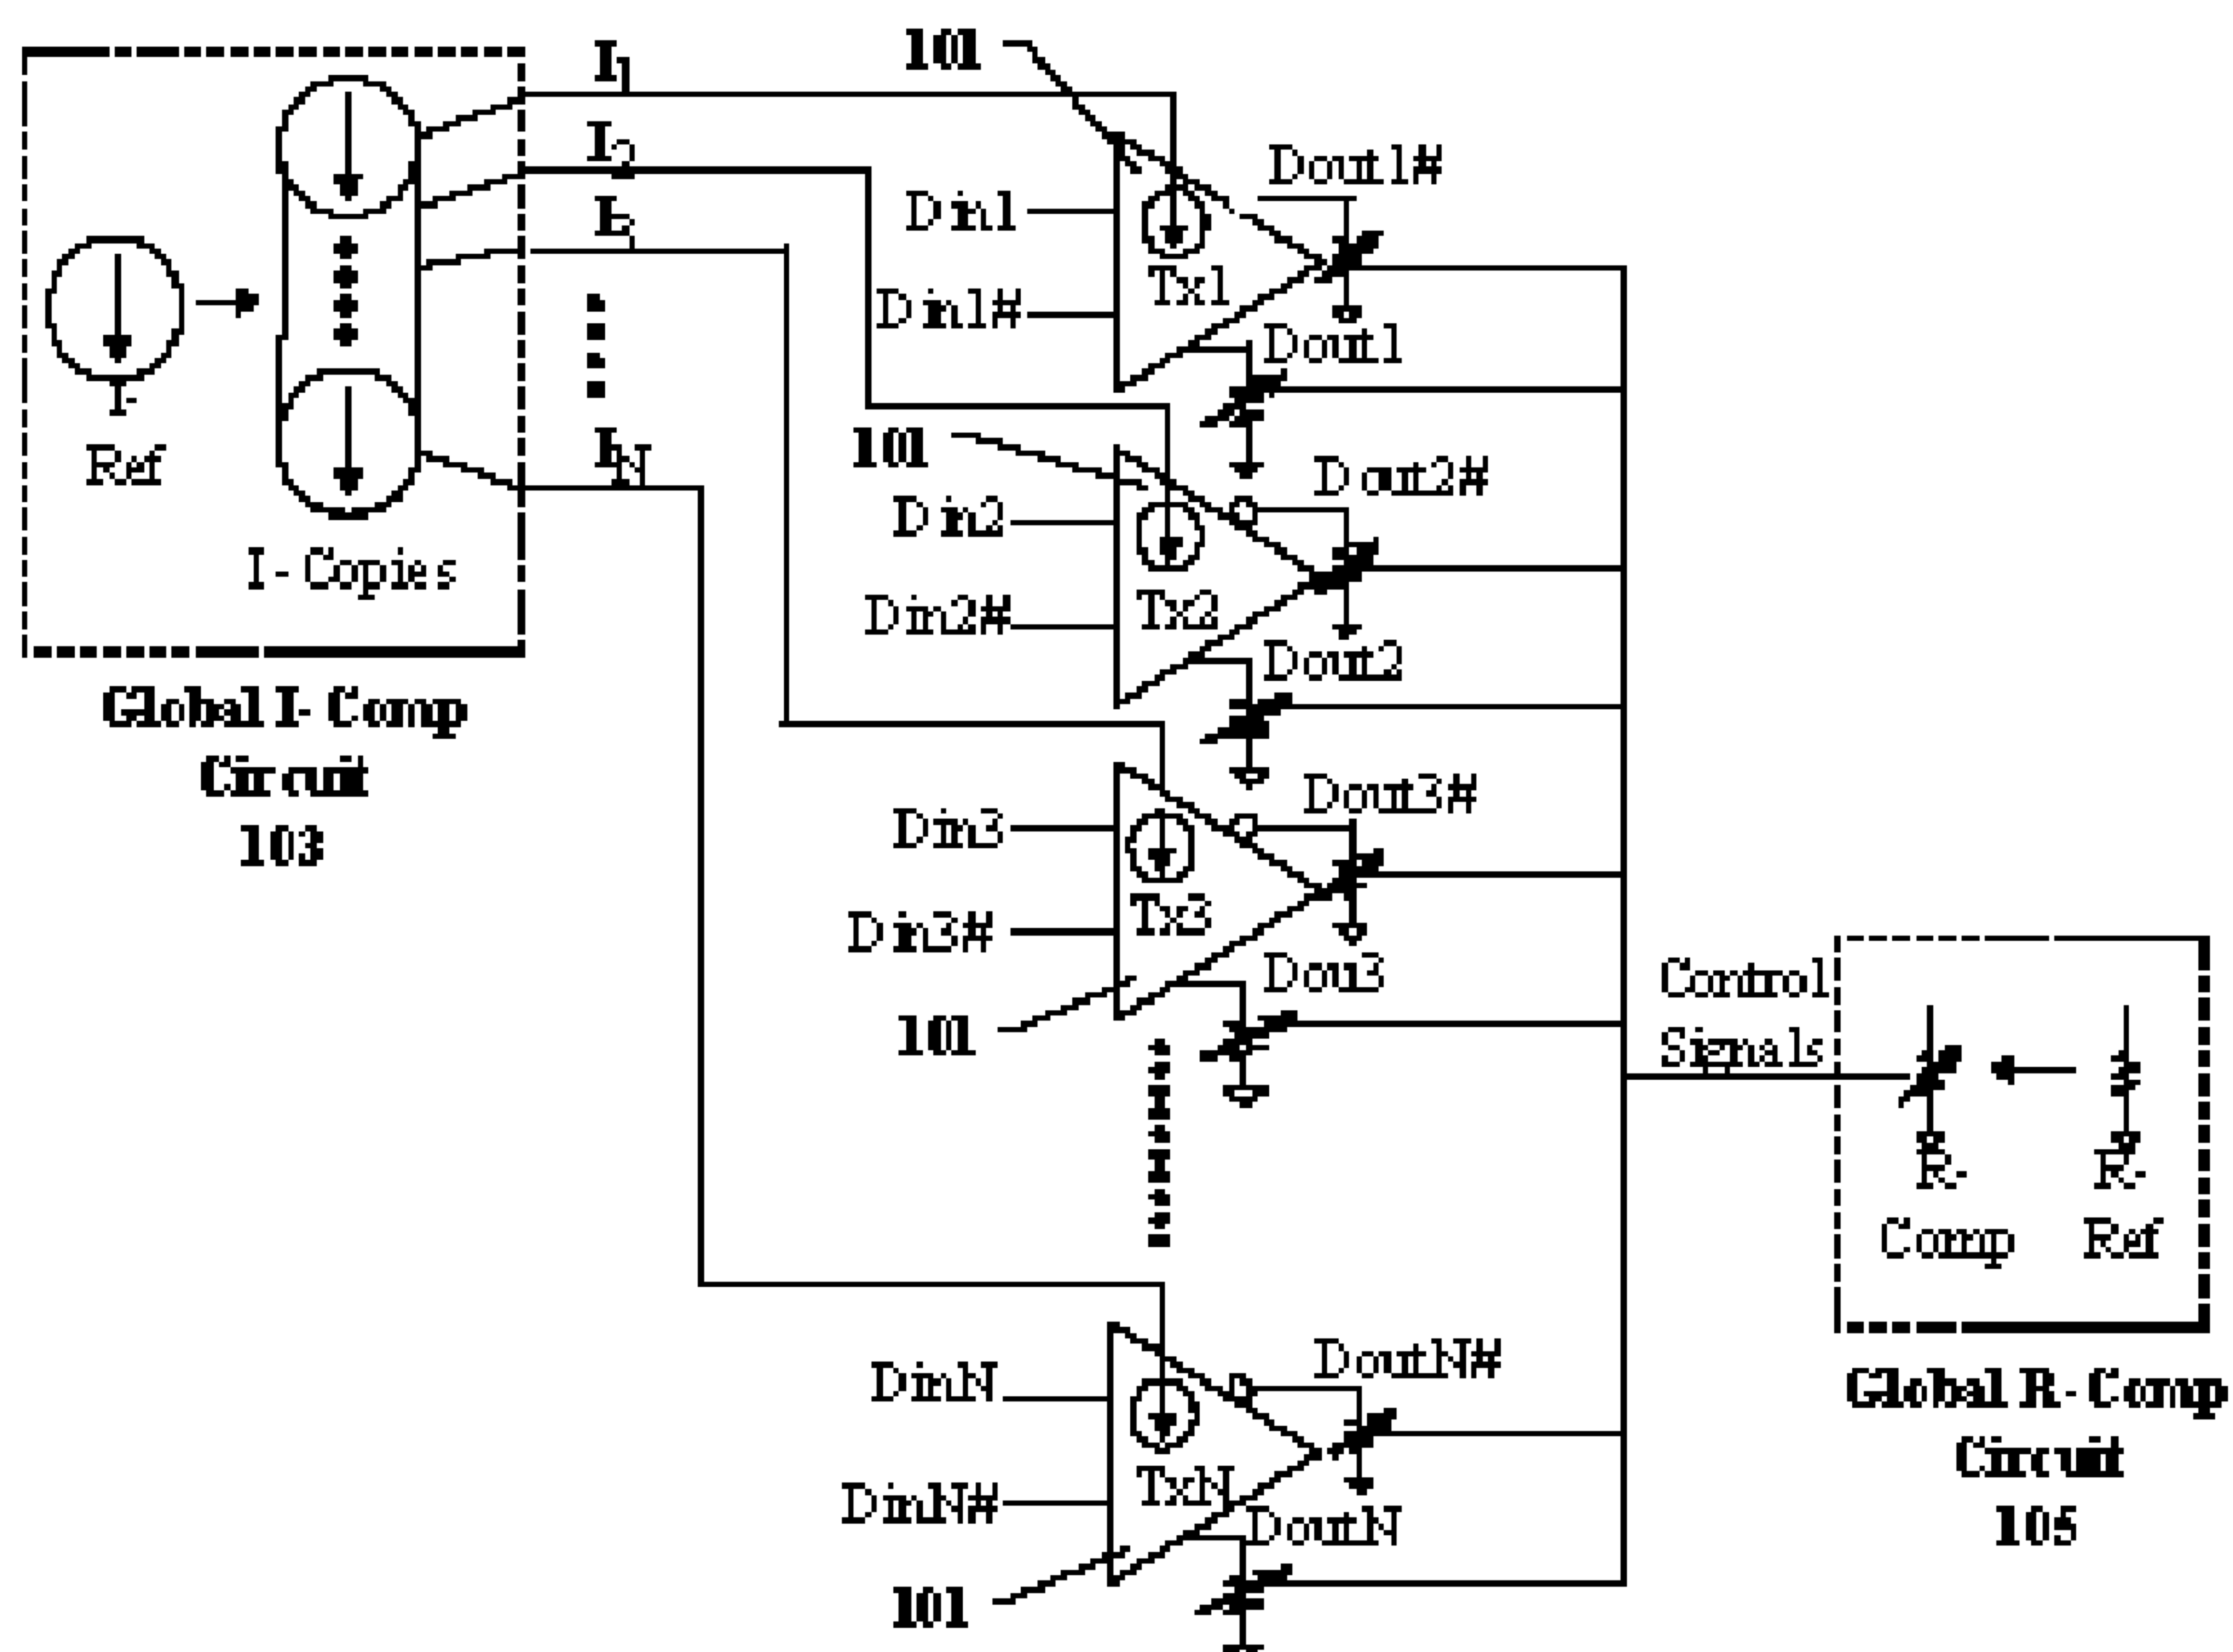 I1
I2
I3
IN
I-
Ref
I-Copies
Global I-Comp
Circuit
103
101
Din1
Din1#
Tx1
Dout1#
Dout1
101
Din2
Din2#
Tx2
Dout2#
Dout2
Din3
Din3#
Tx3
Dout3#
Dou3
101
DinN
DinN#
TxN
DoutN#
DoutN
101
Control
Signals
R-
Comp
R-
Ref
Global R-Comp
Circuit
105